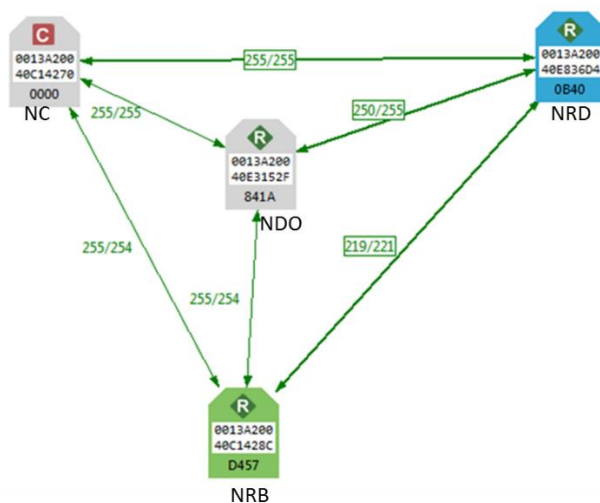 C
0013A200
40C14270
0000
NC
R
0013A200
40E836D4
0B40
NRD
255/255
255/255
250/255
R
0013A200
40E3152F
841A
NDO
255/254
219/221
255/254
R
0013A200
40C1428C
D457
NRB